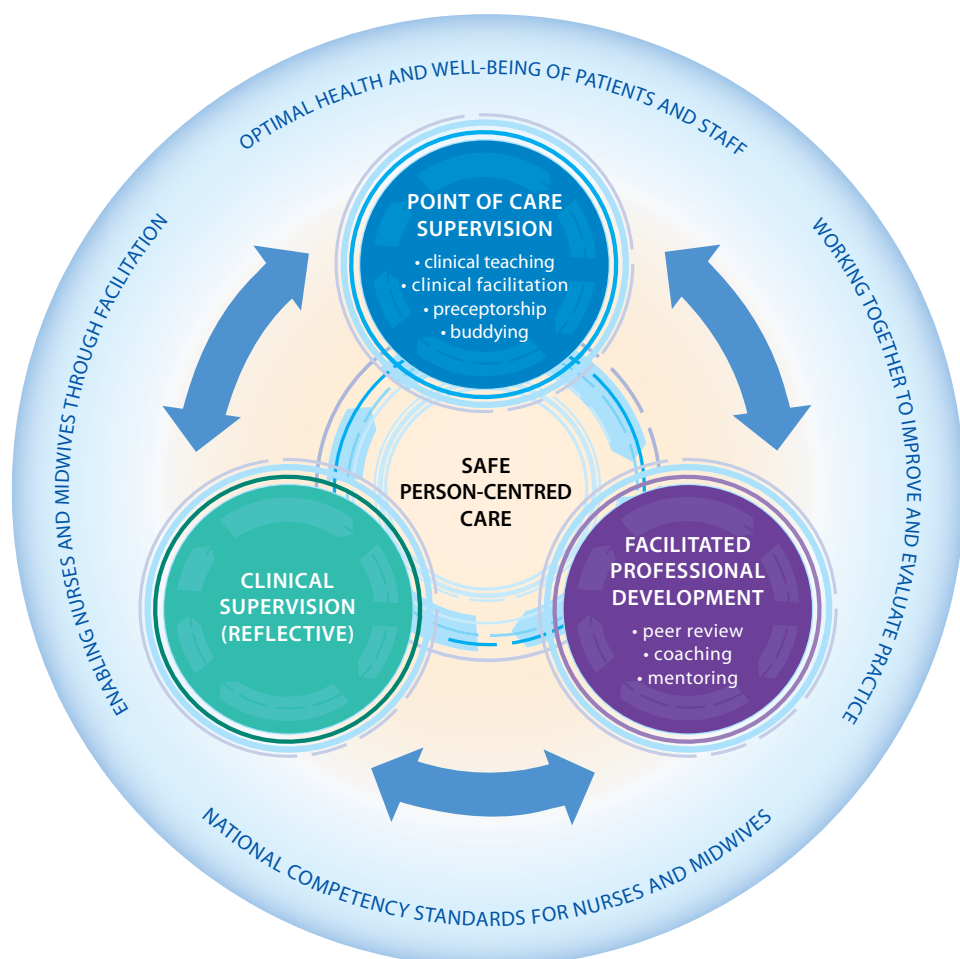 OPTIMAL HEALTH AND WELL-BEING OF PATIENTS AND STAFF
ENABLING NURSES AND MIDWIVES THROUGH FACILITATION
WORKING TOGETHER TO IMPROVE AND EVALUATE PRACTICE
POINT OF CARE
SUPERVISION
• clinical teaching
• clinical facilitation
• preceptorship
• buddying
SAFE
PERSON-CENTRED
CARE
CLINICAL
SUPERVISION
(REFLECTIVE)
FACILITATED
PROFESSIONAL
DEVELOPMENT
• peer review
• coaching
• mentoring
NATIONAL COMPETENCY STANDARDS FOR NURSES AND MIDWIVES